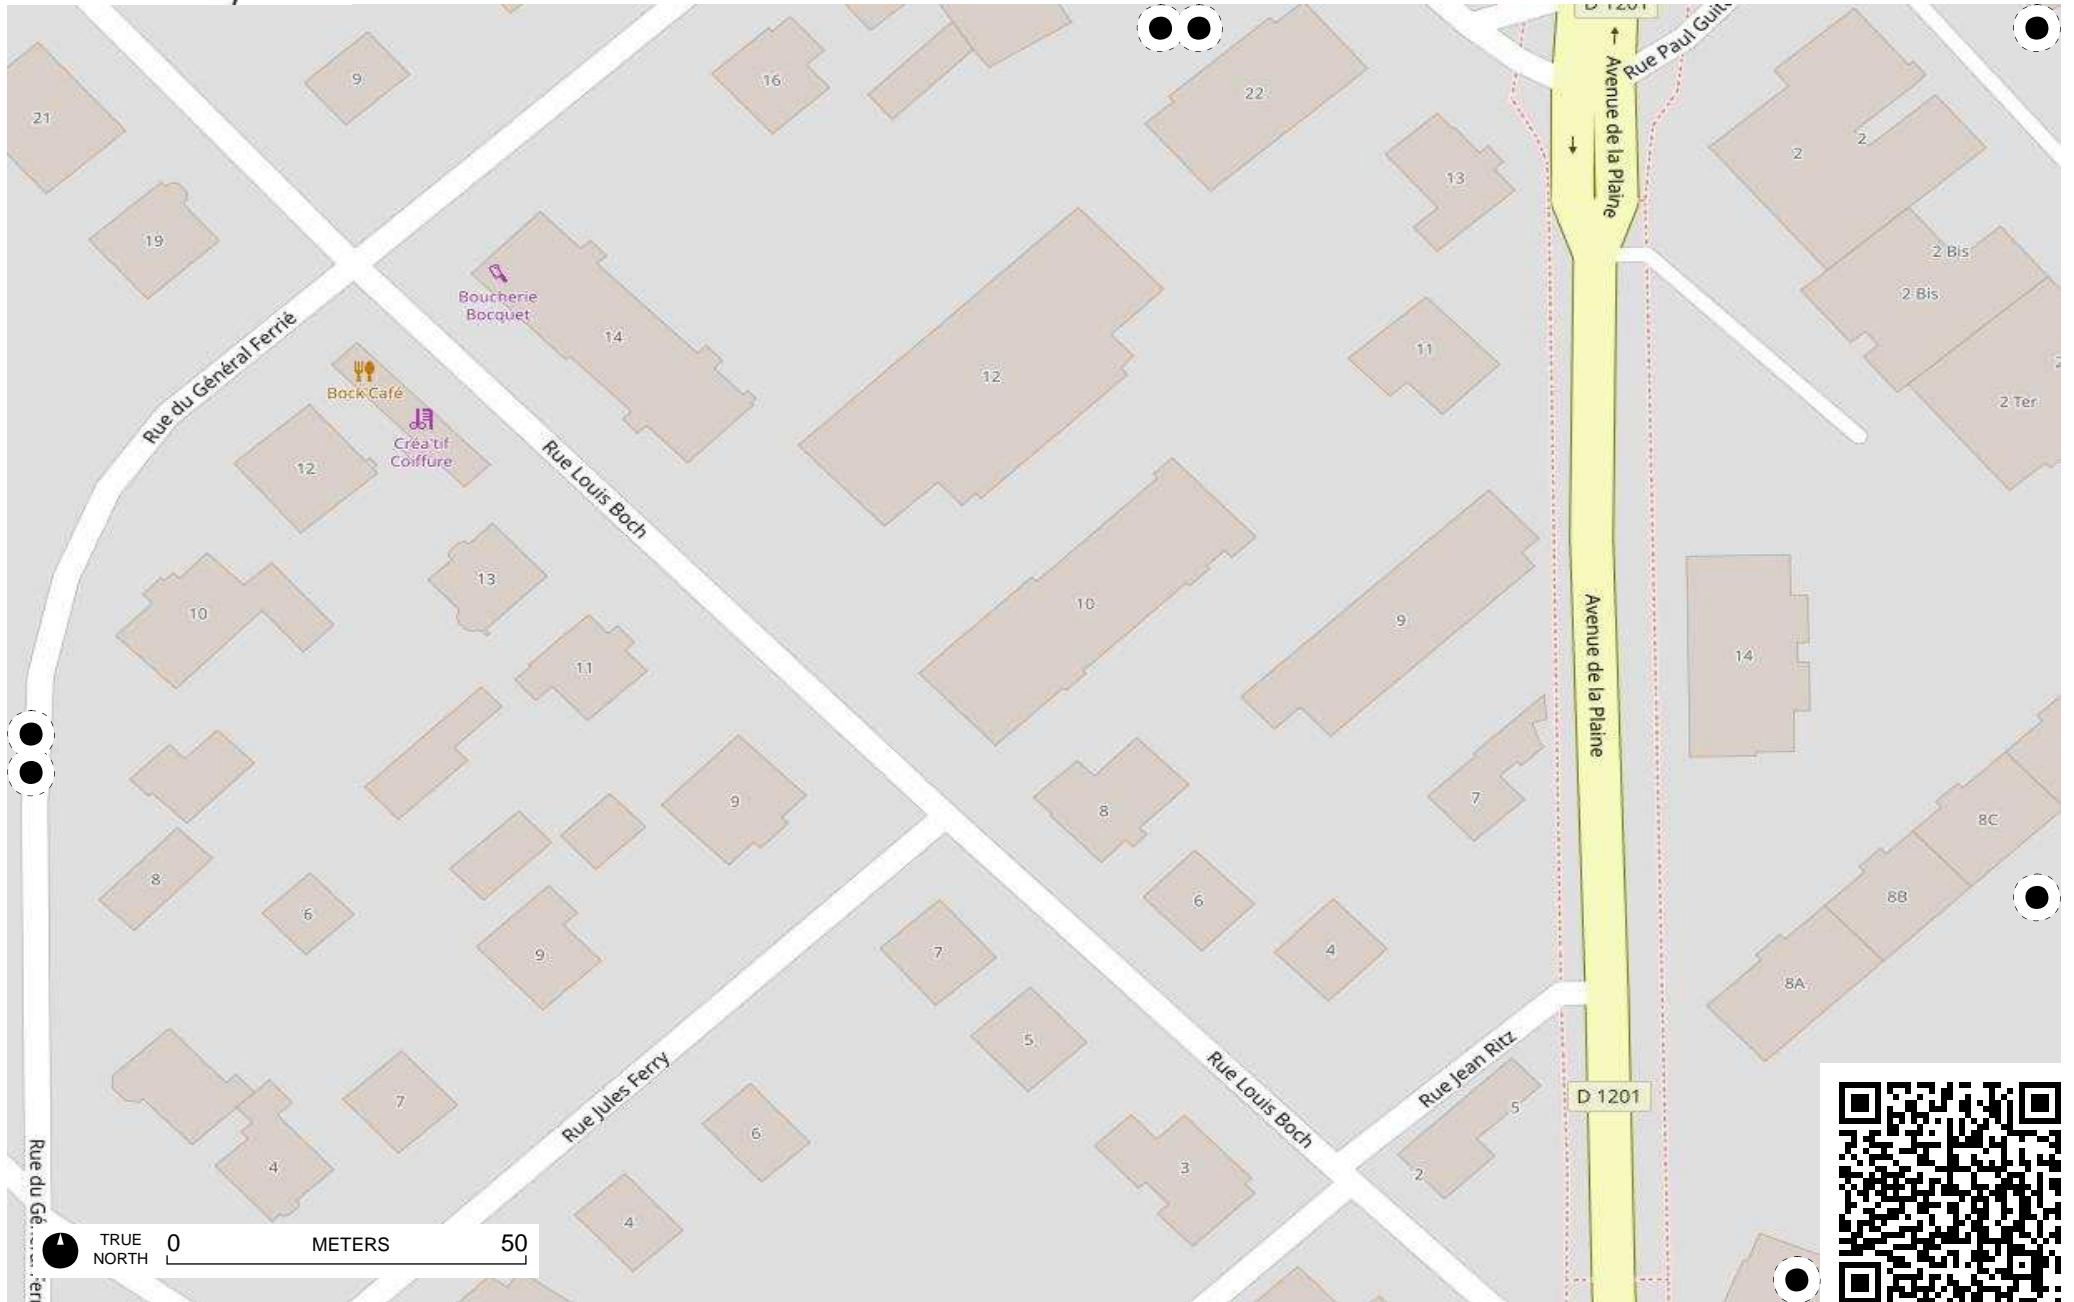 D 1201
Rue Paul Guito
9
16
22
Avenue de la Plaine
21
13
2
2
19
2 Bis
2 Bis
Boucherie
Bocquet
Rue du Général Ferrié
14
12
11
Bock Café
Créa'tif
Coiffure
2 Ter
12
Rue Louis Boch
13
10
10
9
11
Avenue de la Plaine
14
9
8
7
8C
8
6
6
8B
9
7
4
8A
5
Rue Jean Ritz
Rue Louis Boch
7
Rue Jules Ferry
6
D 1201
5
4
3
2
4
Rue du Gé
TRUE
NORTH
0 METERS 50